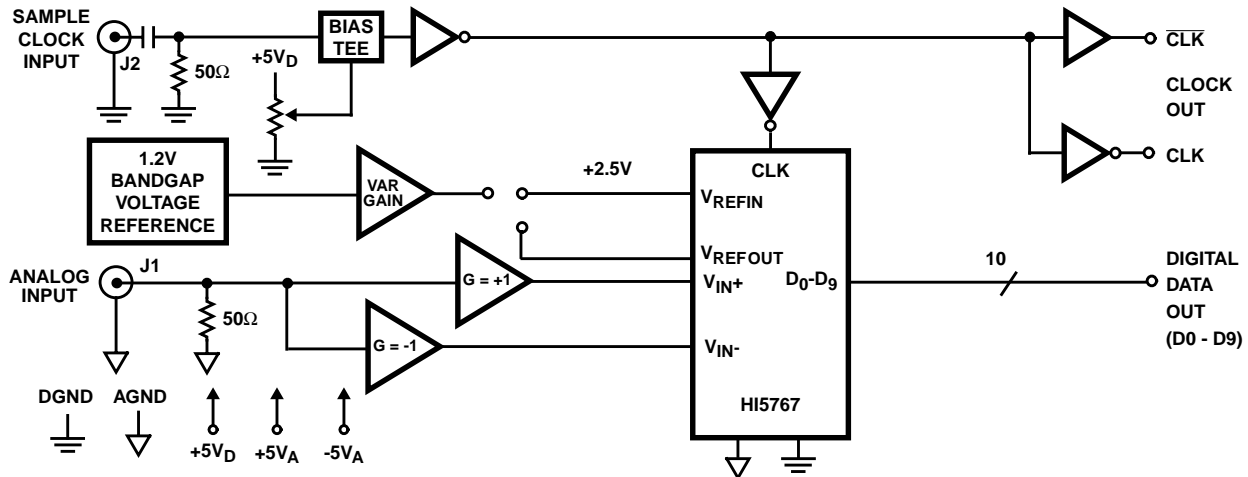 SAMPLE
CLOCK
INPUT
J2
50Ω
+5VD
BIAS
TEE
CLK
CLOCK
OUT
CLK
1.2V
BANDGAP
VOLTAGE
REFERENCE
VAR
GAIN
+2.5V
CLK
VREFIN
VREFOUT
VIN+
D0-D9
VIN-
HI5767
10
DIGITAL
DATA
OUT
(D0 - D9)
ANALOG
INPUT
J1
50Ω
G = +1
G = -1
DGND
AGND
+5VD
+5VA
-5VA